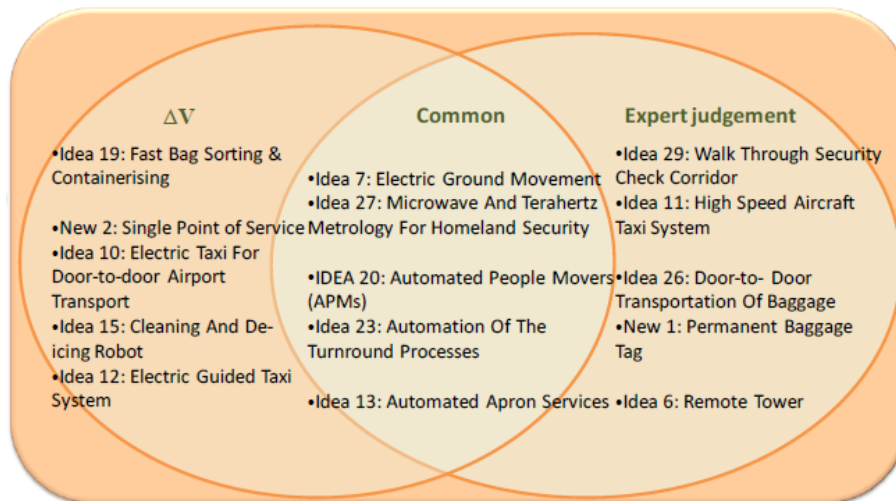 ΔV
•Idea 19: Fast Bag Sorting &
Containerising
•New 2: Single Point of Service
•Idea 10: Electric Taxi For
Door-to-door Airport
Transport
•Idea 15: Cleaning And De-
icing Robot
•Idea 12: Electric Guided Taxi
System
Common
•Idea 7: Electric Ground Movement
•Idea 27: Microwave And Terahertz
Metrology For Homeland Security
•IDEA 20: Automated People Movers
(APMs)
•Idea 23: Automation Of The
Turnround Processes
•Idea 13: Automated Apron Services
Expert judgement
•Idea 29: Walk Through Security
Check Corridor
•Idea 11: High Speed Aircraft
Taxi System
•Idea 26: Door-to- Door
Transportation Of Baggage
•New 1: Permanent Baggage
Tag
•Idea 6: Remote Tower